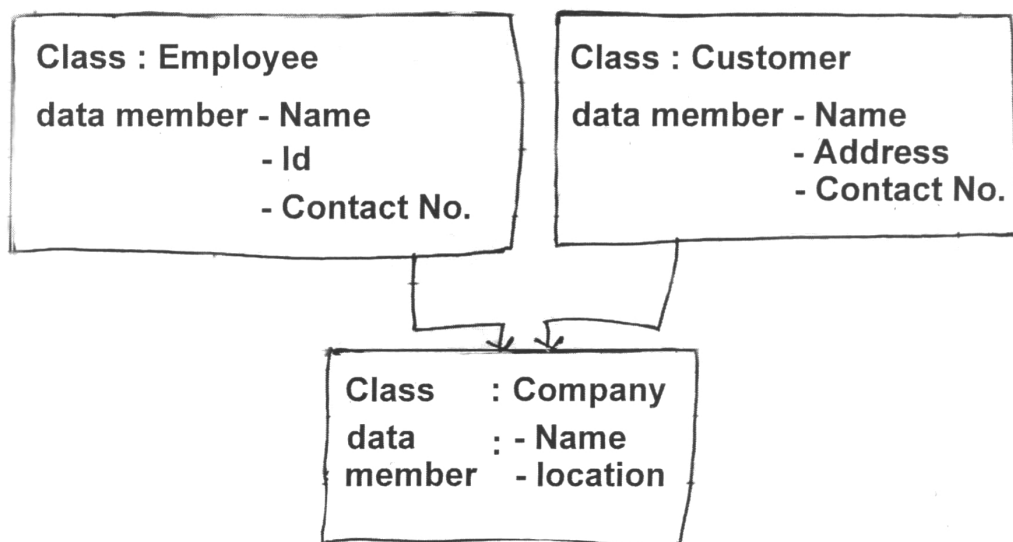 Class : Employee
data member - Name
- Id
- Contact No.
Class : Customer
data member - Name
- Address
- Contact No.
Class : Company
data : - Name
member - location